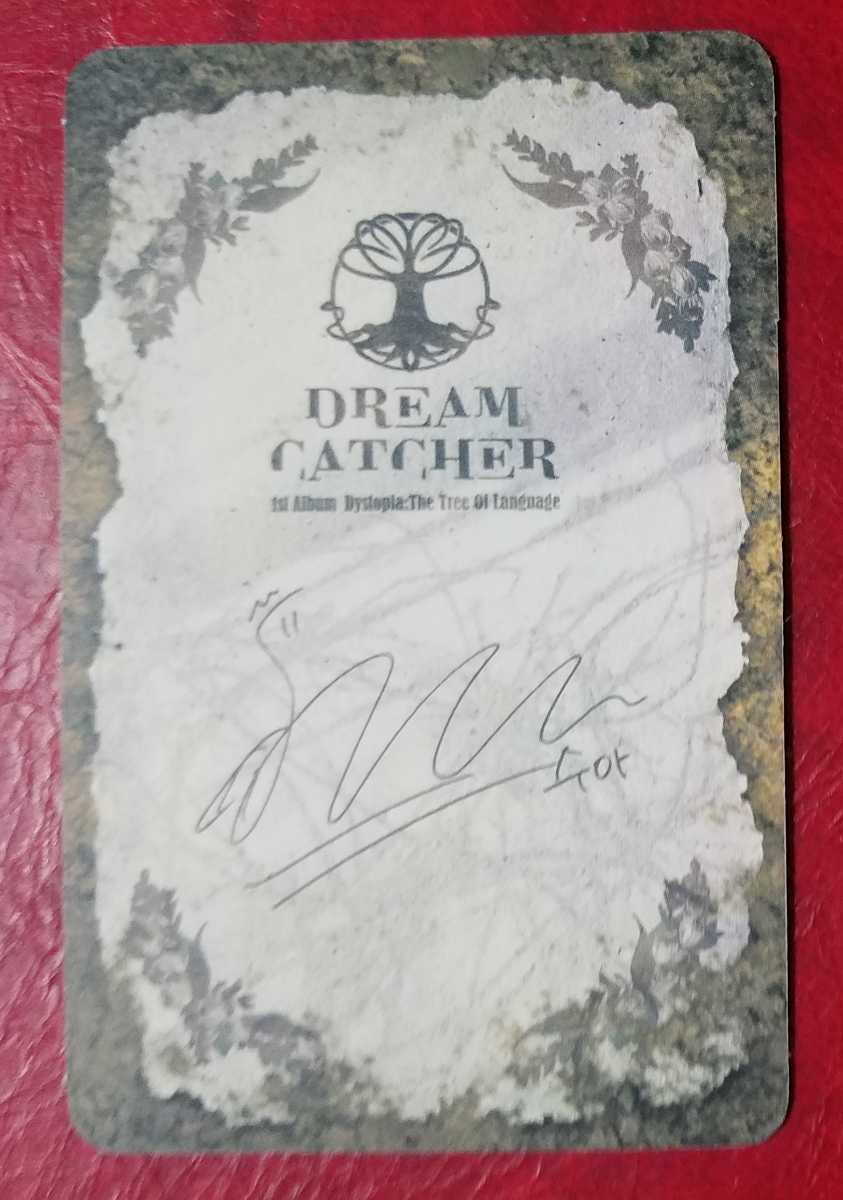 DREAM
CATCHER
1st Album Dystopia:The Tree Of Language
수아